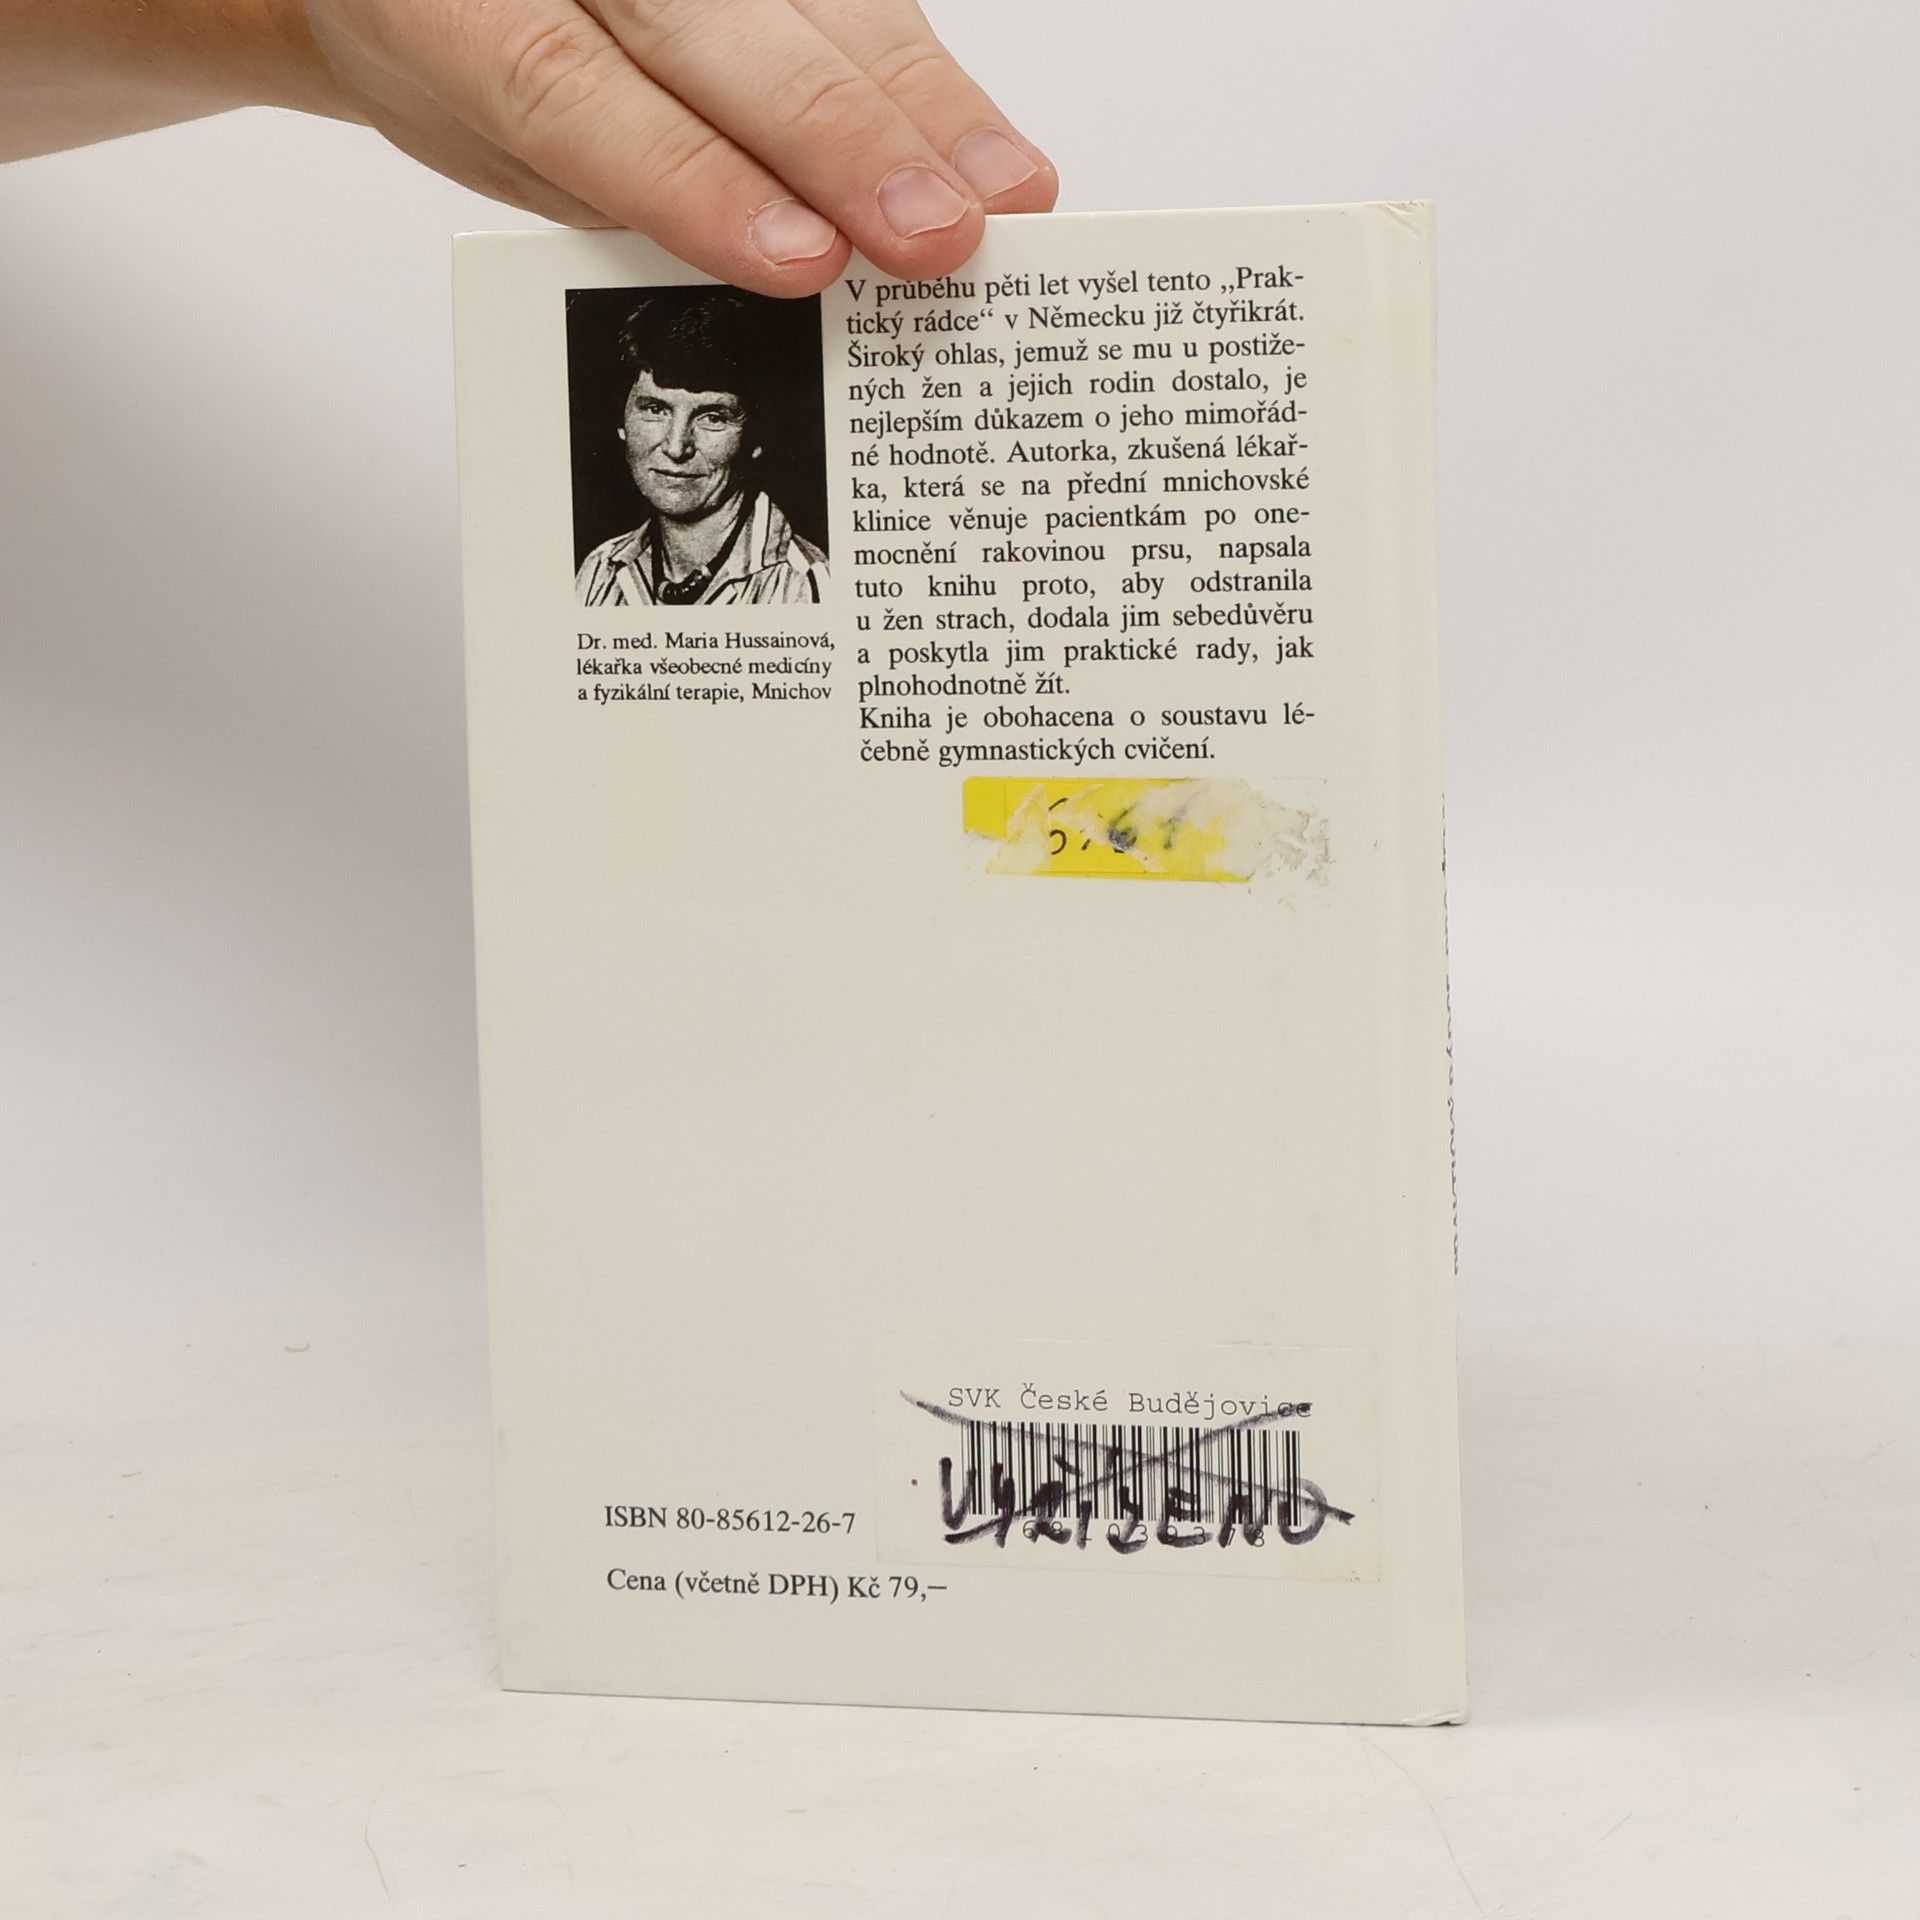 V průběhu pěti let vyšel tento „Prak-
tický rádce“ v Německu již čtyřikrát.
Široký ohlas, jemuž se mu u postiže-
ných žen a jejich rodin dostalo, je
nejlepším důkazem o jeho mimořád-
né hodnotě. Autorka, zkušená lékař-
ka, která se na přední mnichovské
klinice věnuje pacientkám po one-
mocnění rakovinou prsu, napsala
tuto knihu proto, aby odstranila
u žen strach, dodala jim sebedůvěru
a poskytla jim praktické rady, jak
plnohodnotně žít.
Kniha je obohacena o soustavu lé-
čebně gymnastických cvičení.
Dr. med. Maria Hussainová,
lékařka všeobecné medicíny
a fyzikální terapie, Mnichov
SVK České Budějovice
VYŘÍZENO
ISBN 80-85612-26-7
Cena (včetně DPH) Kč 79,—